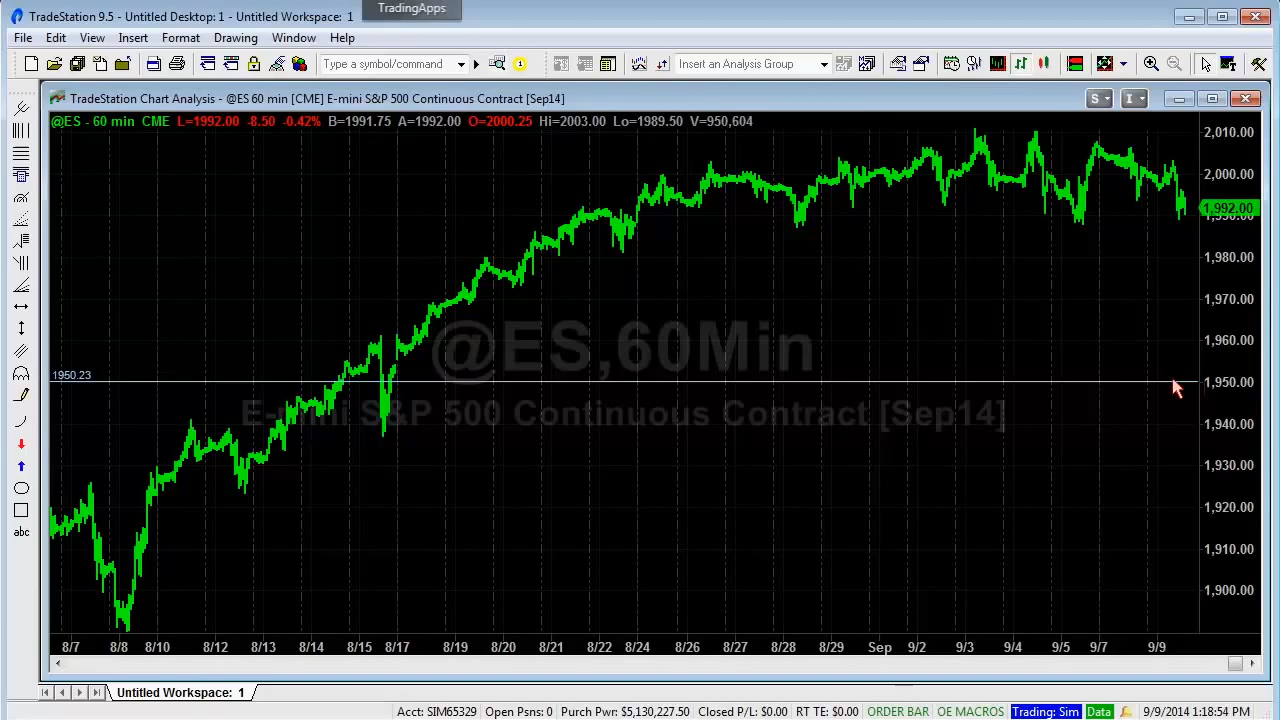 TradingApps
TradeStation 9.5 - Untitled Desktop: 1 - Untitled Workspace: 1
File Edit View Insert Format Drawing Window Help
Type a symbol/command
Insert an Analysis Group
TradeStation Chart Analysis - @ES 60 min [CME] E-mini S&P 500 Continuous Contract [Sep14]
S I
@ES - 60 min CME L=1992.00 -8.50 -0.42% B=1991.75 A=1992.00 O=2000.25 Hi=2003.00 Lo=1989.50 V=950,604
2,010.00
2,000.00
1,992.00
1,990.00
1,980.00
1,970.00
1,960.00
@ES,60Min
1950.23
1,950.00
E-mini S&P 500 Continuous Contract [Sep14]
1,940.00
1,930.00
1,920.00
1,910.00
1,900.00
abc
8/7 8/8 8/10 8/12 8/13 8/14 8/15 8/17 8/19 8/20 8/21 8/22 8/24 8/26 8/27 8/28 8/29 Sep 9/2 9/3 9/4 9/5 9/7 9/9
Untitled Workspace: 1
Acct: SIM65329 Open Psns: 0 Purch Pwr: $5,130,227.50 Closed P/L: $0.00 RT TE: $0.00 ORDER BAR OE MACROS Trading: Sim Data 9/9/2014 1:18:54 PM